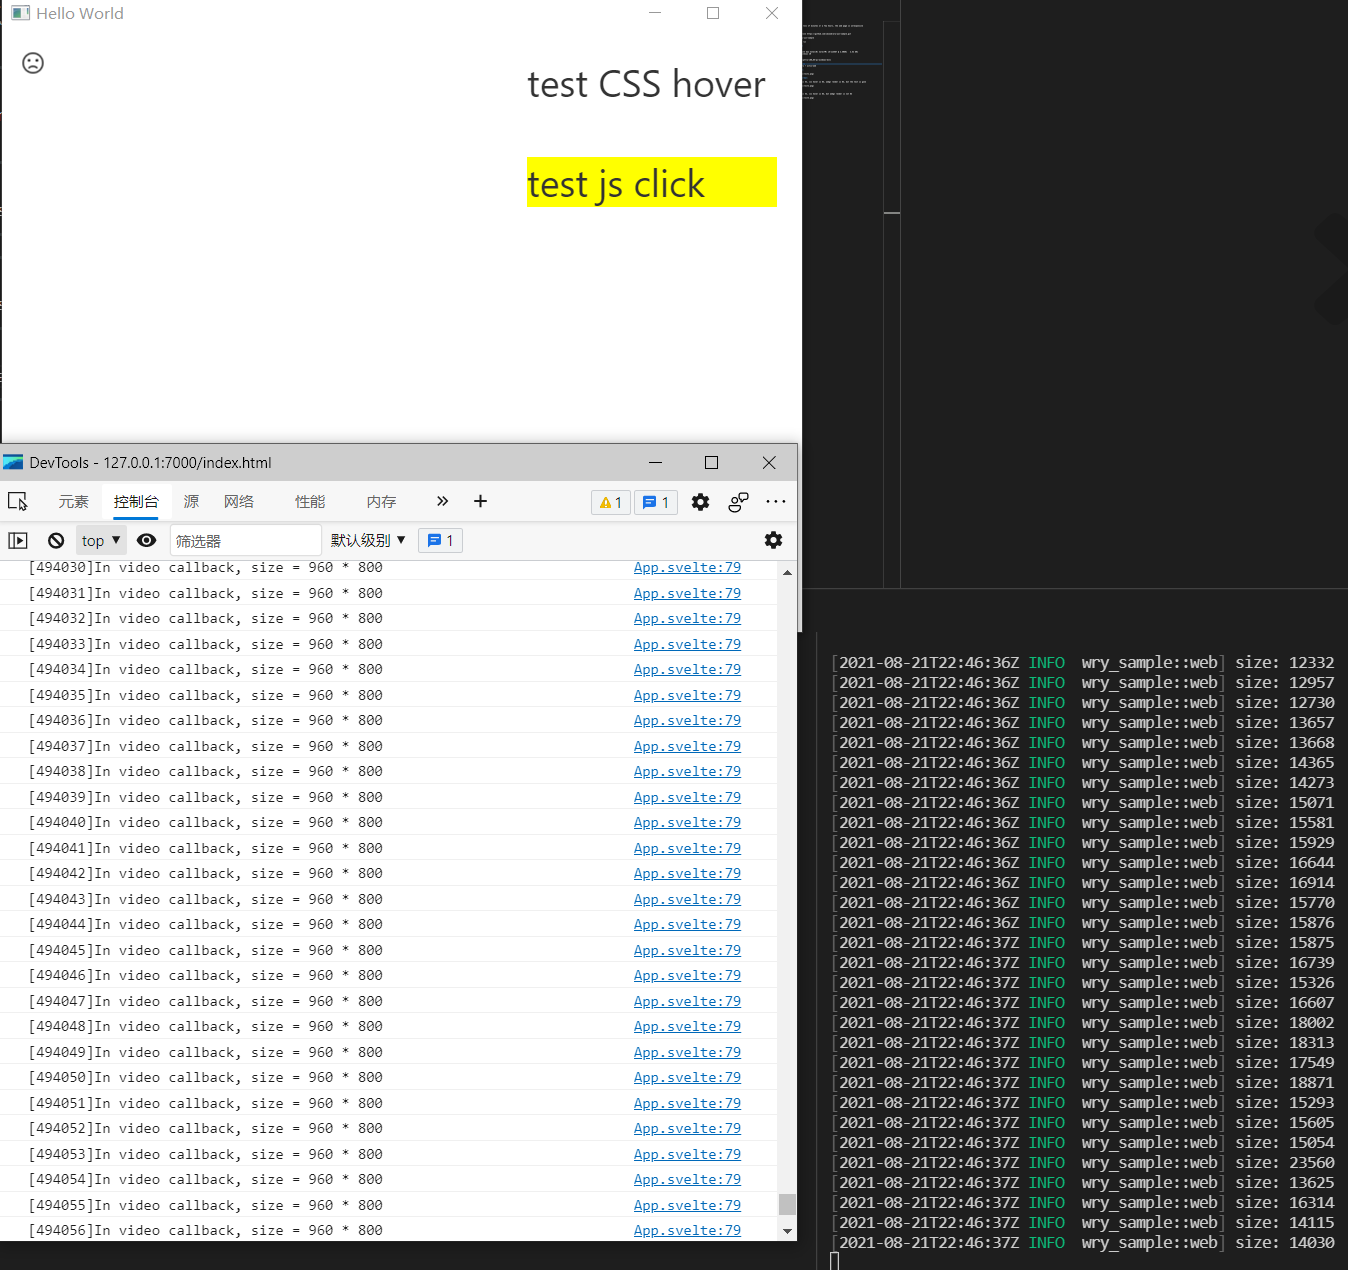 Hello World
test CSS hover
test js click
DevTools - 127.0.0.1:7000/index.html
元素 控制台 源 网络 性能 内存 » + 1 1
top ▼ 筛选器 默认级别 ▼ 1
[494030]In video callback, size = 960 * 800 App.svelte:79
[494031]In video callback, size = 960 * 800 App.svelte:79
[494032]In video callback, size = 960 * 800 App.svelte:79
[494033]In video callback, size = 960 * 800 App.svelte:79
[494034]In video callback, size = 960 * 800 App.svelte:79
[494035]In video callback, size = 960 * 800 App.svelte:79
[494036]In video callback, size = 960 * 800 App.svelte:79
[494037]In video callback, size = 960 * 800 App.svelte:79
[494038]In video callback, size = 960 * 800 App.svelte:79
[494039]In video callback, size = 960 * 800 App.svelte:79
[494040]In video callback, size = 960 * 800 App.svelte:79
[494041]In video callback, size = 960 * 800 App.svelte:79
[494042]In video callback, size = 960 * 800 App.svelte:79
[494043]In video callback, size = 960 * 800 App.svelte:79
[494044]In video callback, size = 960 * 800 App.svelte:79
[494045]In video callback, size = 960 * 800 App.svelte:79
[494046]In video callback, size = 960 * 800 App.svelte:79
[494047]In video callback, size = 960 * 800 App.svelte:79
[494048]In video callback, size = 960 * 800 App.svelte:79
[494049]In video callback, size = 960 * 800 App.svelte:79
[494050]In video callback, size = 960 * 800 App.svelte:79
[494051]In video callback, size = 960 * 800 App.svelte:79
[494052]In video callback, size = 960 * 800 App.svelte:79
[494053]In video callback, size = 960 * 800 App.svelte:79
[494054]In video callback, size = 960 * 800 App.svelte:79
[494055]In video callback, size = 960 * 800 App.svelte:79
[494056]In video callback, size = 960 * 800 App.svelte:79
[2021-08-21T22:46:36Z INFO wry_sample::web] size: 12332
[2021-08-21T22:46:36Z INFO wry_sample::web] size: 12957
[2021-08-21T22:46:36Z INFO wry_sample::web] size: 12730
[2021-08-21T22:46:36Z INFO wry_sample::web] size: 13657
[2021-08-21T22:46:36Z INFO wry_sample::web] size: 13668
[2021-08-21T22:46:36Z INFO wry_sample::web] size: 14365
[2021-08-21T22:46:36Z INFO wry_sample::web] size: 14273
[2021-08-21T22:46:36Z INFO wry_sample::web] size: 15071
[2021-08-21T22:46:36Z INFO wry_sample::web] size: 15581
[2021-08-21T22:46:36Z INFO wry_sample::web] size: 15929
[2021-08-21T22:46:36Z INFO wry_sample::web] size: 16644
[2021-08-21T22:46:36Z INFO wry_sample::web] size: 16914
[2021-08-21T22:46:36Z INFO wry_sample::web] size: 15770
[2021-08-21T22:46:36Z INFO wry_sample::web] size: 15876
[2021-08-21T22:46:37Z INFO wry_sample::web] size: 15875
[2021-08-21T22:46:37Z INFO wry_sample::web] size: 16739
[2021-08-21T22:46:37Z INFO wry_sample::web] size: 15326
[2021-08-21T22:46:37Z INFO wry_sample::web] size: 16607
[2021-08-21T22:46:37Z INFO wry_sample::web] size: 18002
[2021-08-21T22:46:37Z INFO wry_sample::web] size: 18313
[2021-08-21T22:46:37Z INFO wry_sample::web] size: 17549
[2021-08-21T22:46:37Z INFO wry_sample::web] size: 18871
[2021-08-21T22:46:37Z INFO wry_sample::web] size: 15293
[2021-08-21T22:46:37Z INFO wry_sample::web] size: 15605
[2021-08-21T22:46:37Z INFO wry_sample::web] size: 15054
[2021-08-21T22:46:37Z INFO wry_sample::web] size: 23560
[2021-08-21T22:46:37Z INFO wry_sample::web] size: 13625
[2021-08-21T22:46:37Z INFO wry_sample::web] size: 16314
[2021-08-21T22:46:37Z INFO wry_sample::web] size: 14115
[2021-08-21T22:46:37Z INFO wry_sample::web] size: 14030